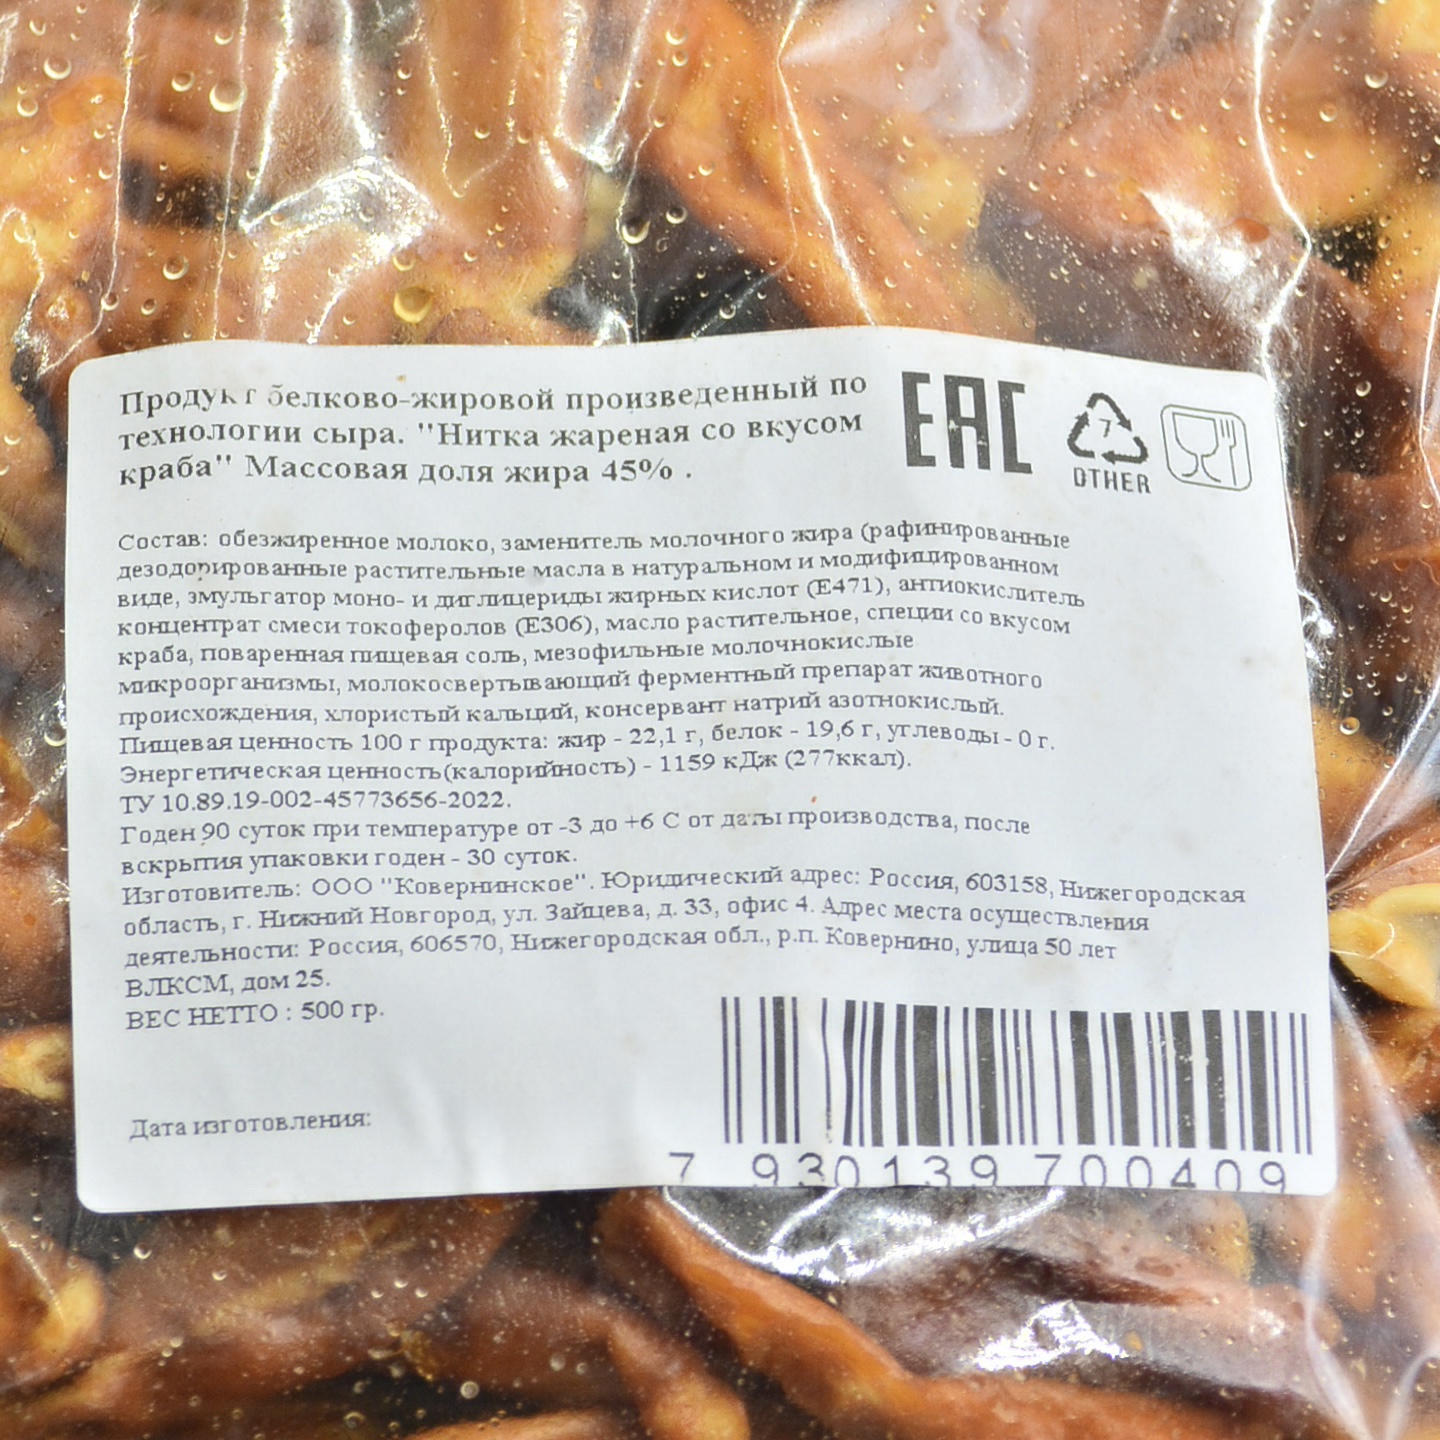 Продукт белково-жировой произведенный по
технологии сыра. "Нитка жареная со вкусом
краба" Массовая доля жира 45% .
EAC
7
OTHER
Состав: обезжиренное молоко, заменитель молочного жира (рафинированные
дезодорированные растительные масла в натуральном и модифицированном
виде, эмульгатор моно- и диглицериды жирных кислот (Е471), антиокислитель
концентрат смеси токоферолов (Е306), масло растительное, специи со вкусом
краба, поваренная пищевая соль, мезофильные молочнокислые
микроорганизмы, молокосвертывающий ферментный препарат животного
происхождения, хлористый кальций, консервант натрий азотнокислый.
Пищевая ценность 100 г продукта: жир - 22,1 г, белок - 19,6 г, углеводы - 0 г.
Энергетическая ценность(калорийность) - 1159 кДж (277ккал).
ТУ 10.89.19-002-45773656-2022.
Годен 90 суток при температуре от -3 до +6 С от даты производства, после
вскрытия упаковки годен - 30 суток.
Изготовитель: ООО "Ковернинское". Юридический адрес: Россия, 603158, Нижегородская
область, г. Нижний Новгород, ул. Зайцева, д. 33, офис 4. Адрес места осуществления
деятельности: Россия, 606570, Нижегородская обл., р.п. Ковернино, улица 50 лет
ВЛКСМ, дом 25.
ВЕС НЕТТО : 500 гр.
Дата изготовления:
7 930139 700409